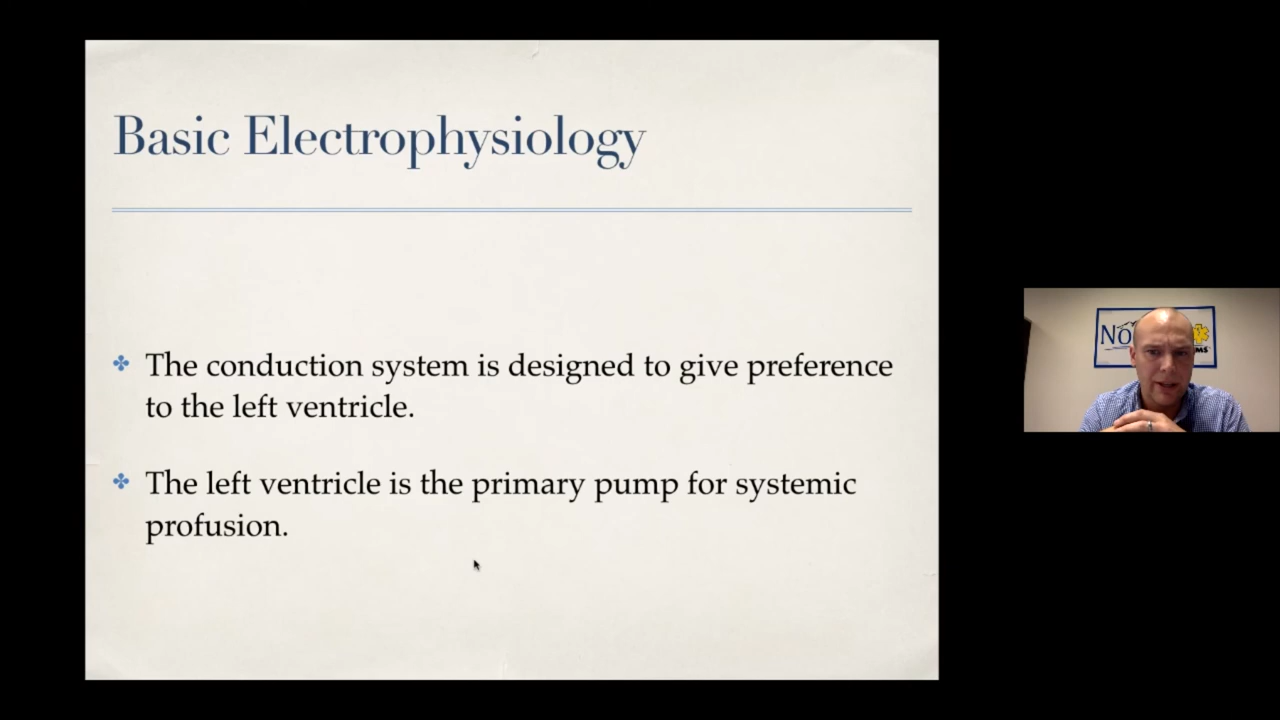 Basic Electrophysiology
The conduction system is designed to give preference
to the left ventricle.
The left ventricle is the primary pump for systemic
profusion.